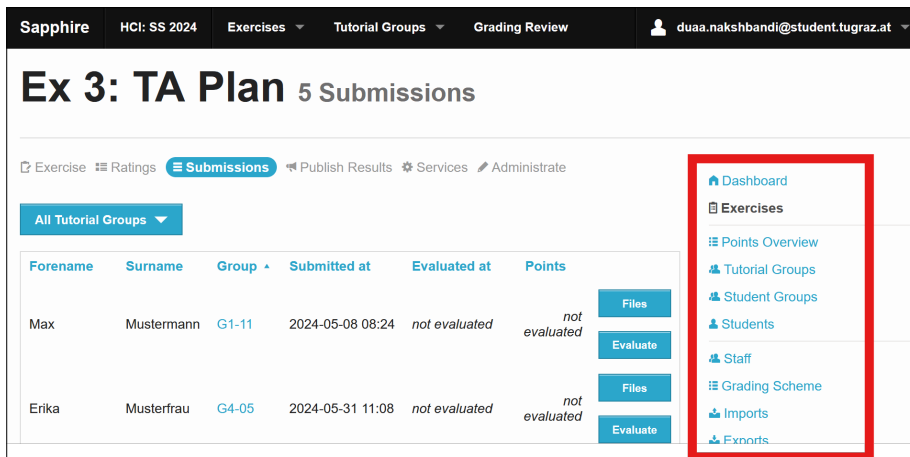 Sapphire HCI: SS 2024 Exercises Tutorial Groups Grading Review duaa.nakshbandi@student.tugraz.at
Ex 3: TA Plan 5 Submissions
Exercise Ratings Submissions Publish Results Services Administrate
All Tutorial Groups
Forename Surname Group Submitted at Evaluated at Points
Max Mustermann G1-11 2024-05-08 08:24 not evaluated not evaluated Files Evaluate
Erika Musterfrau G4-05 2024-05-31 11:08 not evaluated not evaluated Files Evaluate
Dashboard
Exercises
Points Overview
Tutorial Groups
Student Groups
Students
Staff
Grading Scheme
Imports
Exports